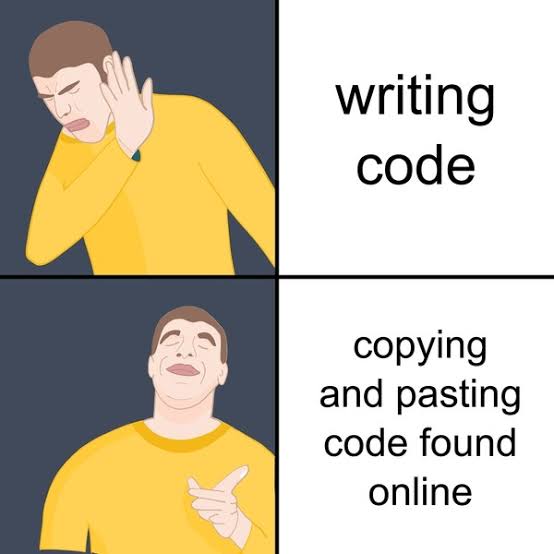 writing
code
copying
and pasting
code found
online